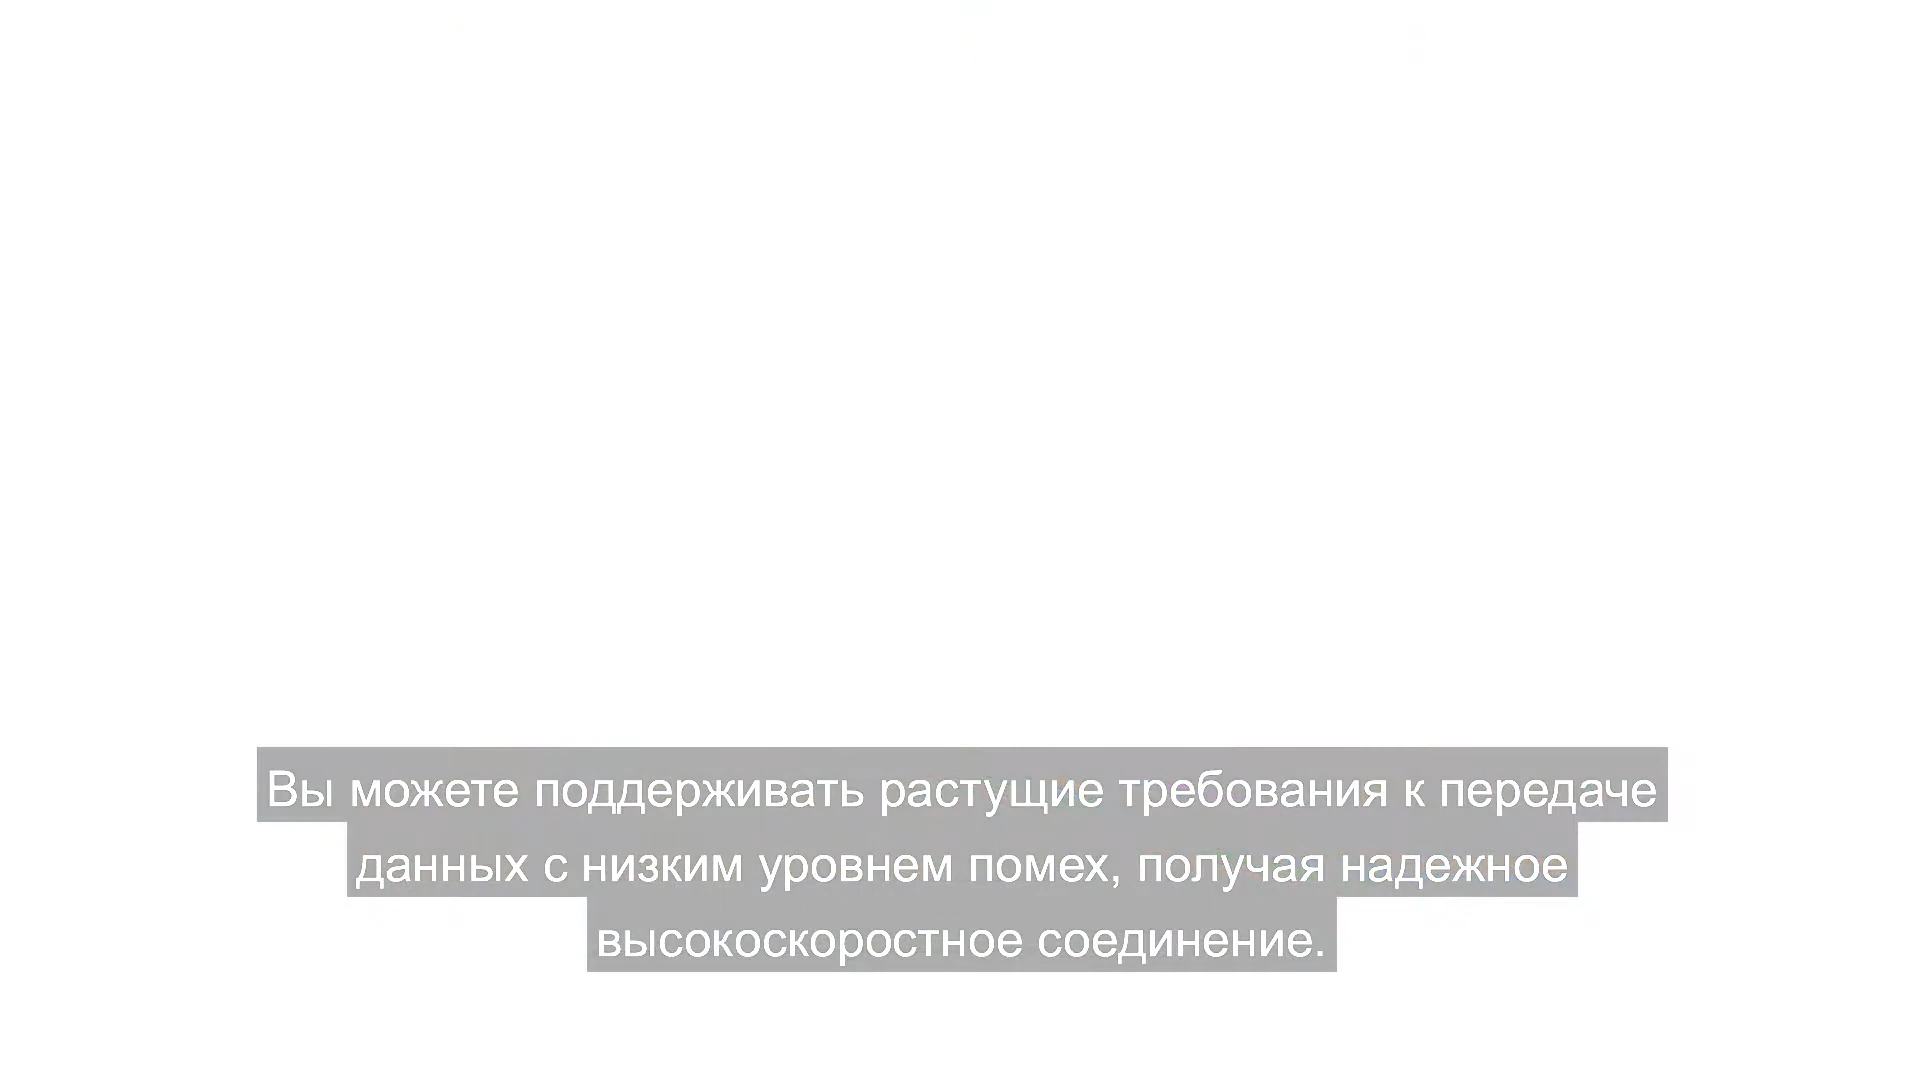 Вы можете поддерживать растущие требования к передаче
данных с низким уровнем помех, получая надежное
высокоскоростное соединение.